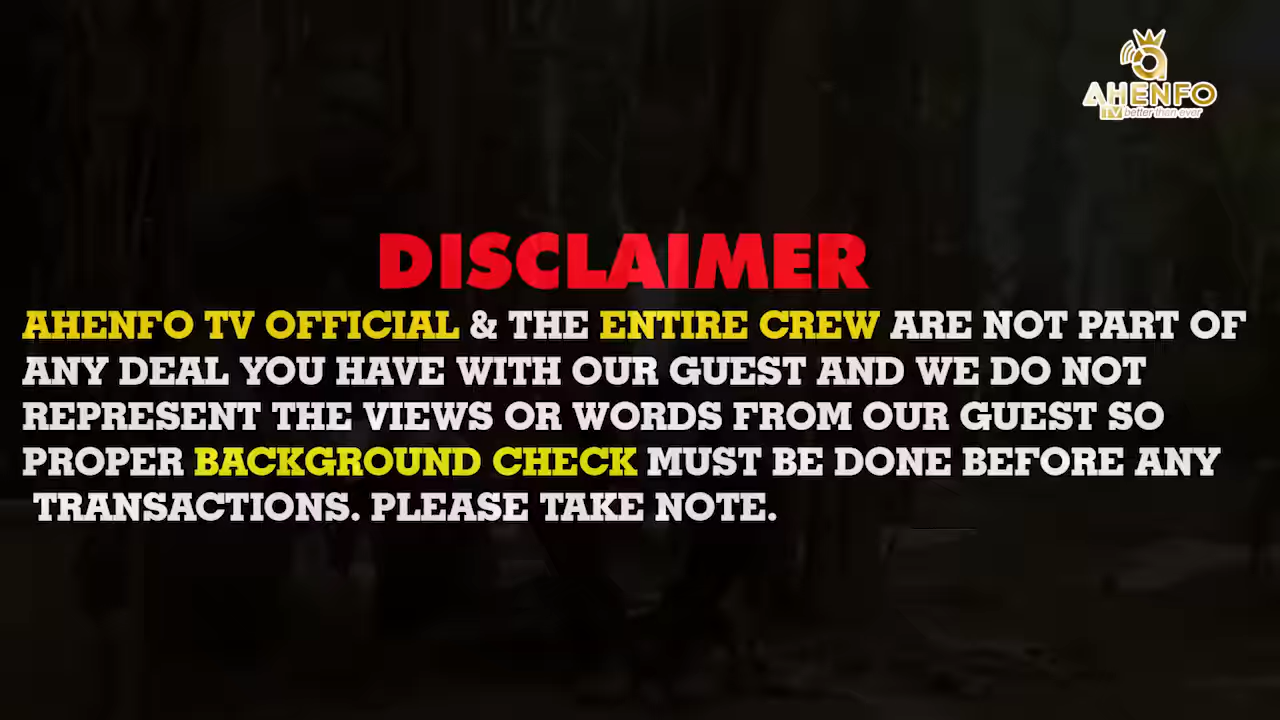 AHENFO
TV better than ever
DISCLAIMER
AHENFO TV OFFICIAL & THE ENTIRE CREW ARE NOT PART OF
ANY DEAL YOU HAVE WITH OUR GUEST AND WE DO NOT
REPRESENT THE VIEWS OR WORDS FROM OUR GUEST SO
PROPER BACKGROUND CHECK MUST BE DONE BEFORE ANY
TRANSACTIONS. PLEASE TAKE NOTE.